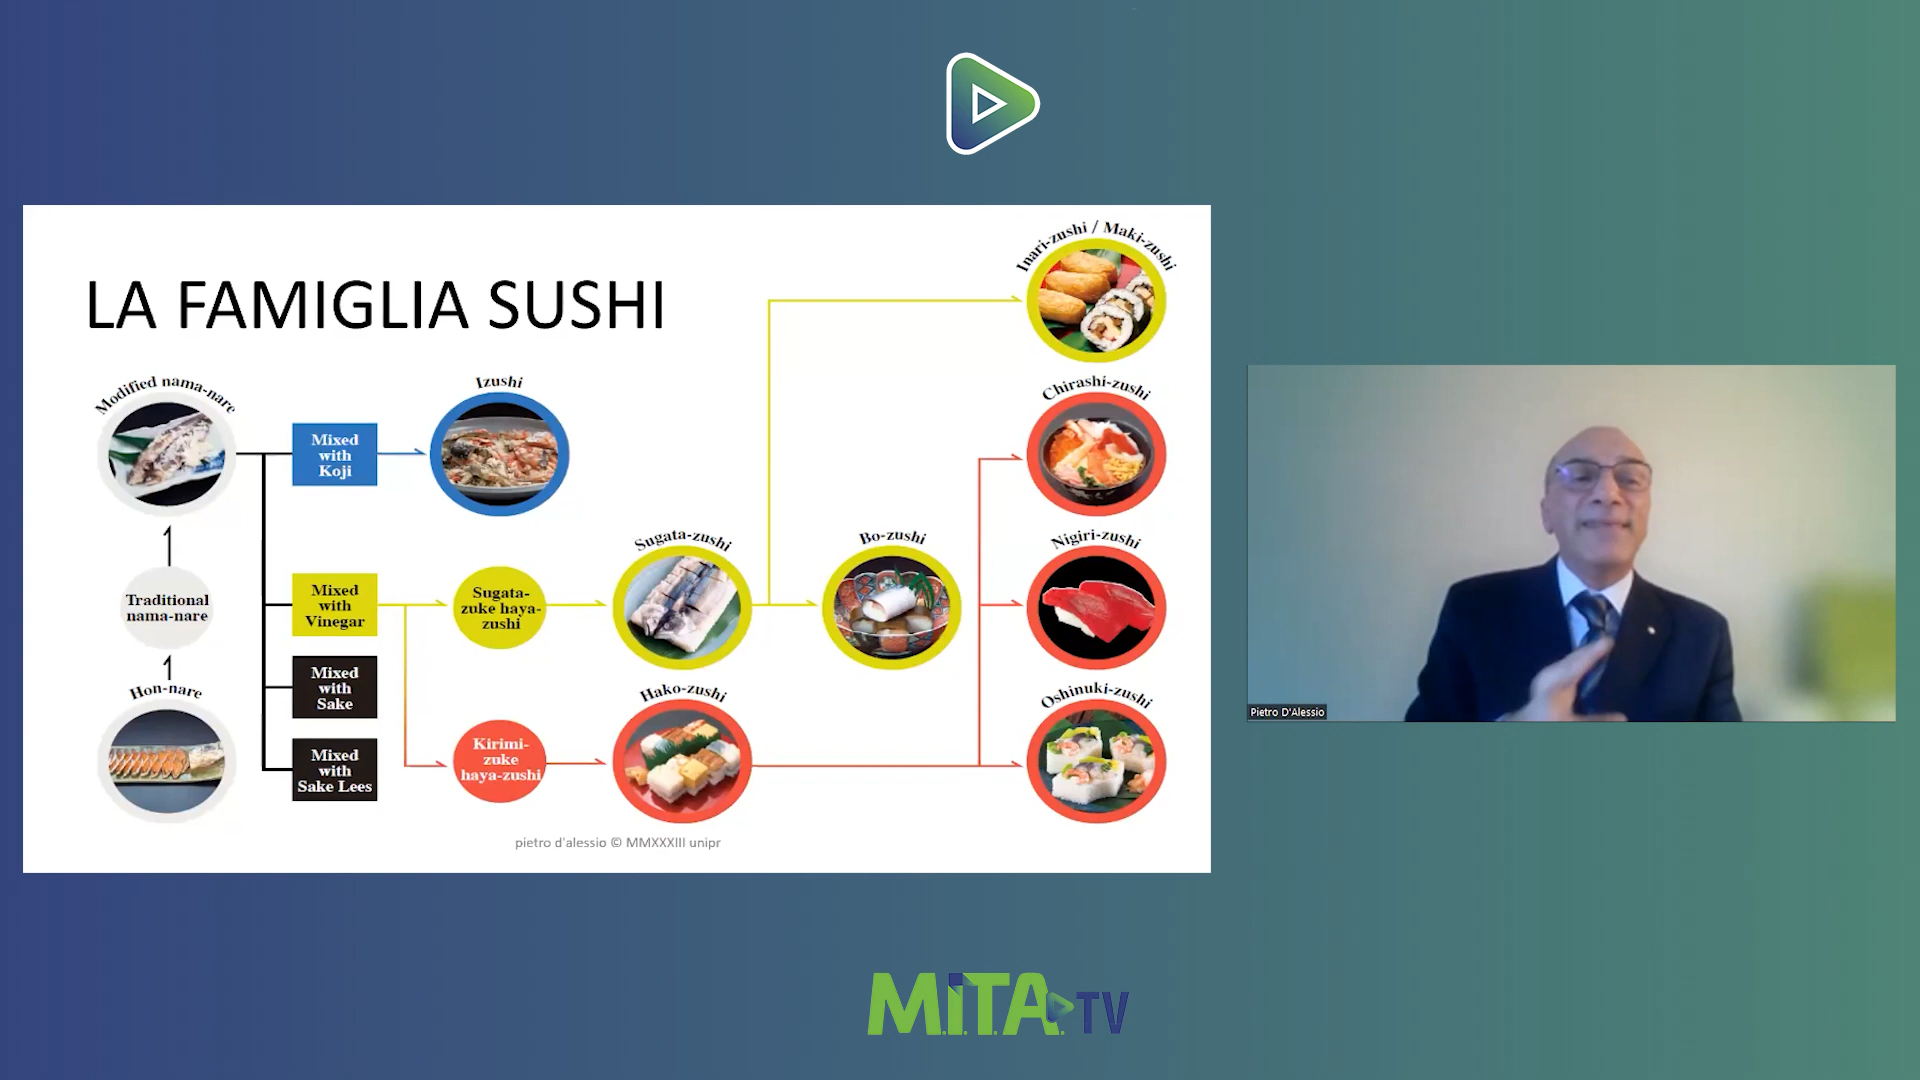 LA FAMIGLIA SUSHI
Inari-zushi / Maki-zushi
Modified nama-nare
Mixed
with
Koji
Izushi
Chirashi-zushi
Traditional
nama-nare
Mixed
with
Vinegar
Sugata-
zuke haya-
zushi
Sugata-zushi
Bo-zushi
Nigiri-zushi
Mixed
with
Sake
Hon-nare
Mixed
with
Sake Lees
Kirimi-
zuke
haya-zushi
Hako-zushi
Oshinuki-zushi
pietro d'alessio © MMXXXIII unipr
Pietro D'Alessio
M.I.T.A. TV